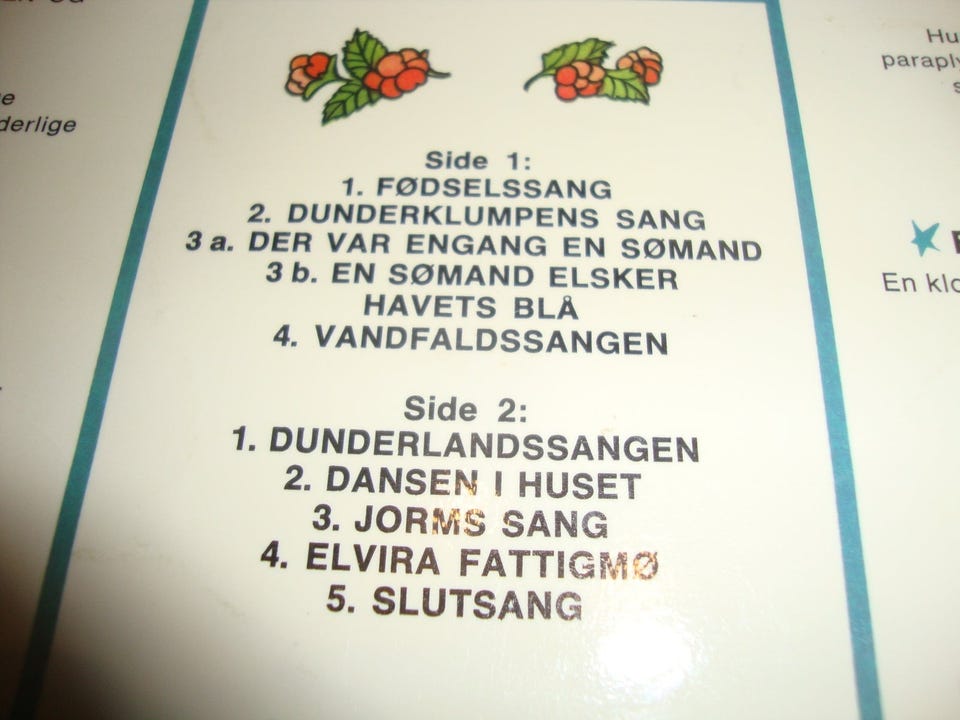 derlige
Side 1:
1. FØDSELSSANG
2. DUNDERKLUMPENS SANG
3 a. DER VAR ENGANG EN SØMAND
3 b. EN SØMAND ELSKER
HAVETS BLÅ
4. VANDFALDSSANGEN
Side 2:
1. DUNDERLANDSSANGEN
2. DANSEN I HUSET
3. JORMS SANG
4. ELVIRA FATTIGMØ
5. SLUTSANG
Hu
paraply
En klo